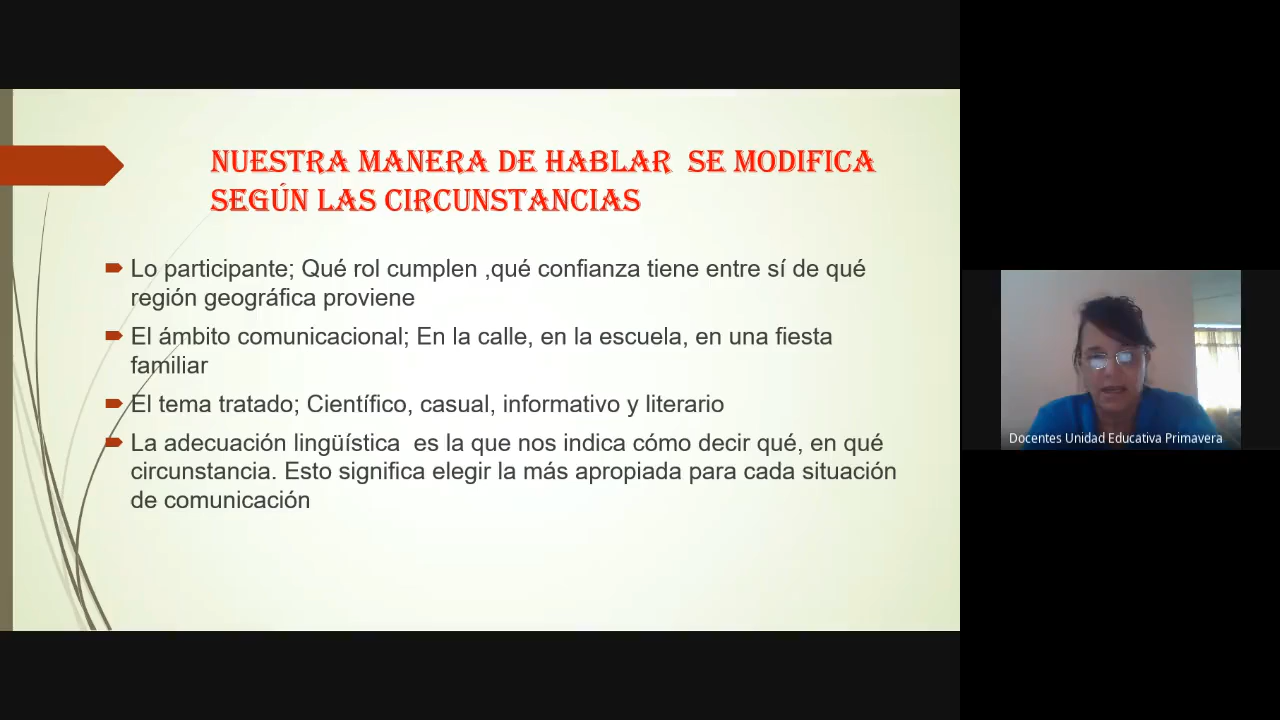 NUESTRA MANERA DE HABLAR  SE MODIFICA
SEGÚN LAS CIRCUNSTANCIAS
Lo participante; Qué rol cumplen ,qué confianza tiene entre sí de qué
región geográfica proviene
El ámbito comunicacional; En la calle, en la escuela, en una fiesta
familiar
El tema tratado; Científico, casual, informativo y literario
La adecuación lingüística  es la que nos indica cómo decir qué, en qué
circunstancia. Esto significa elegir la más apropiada para cada situación
de comunicación
Docentes Unidad Educativa Primavera